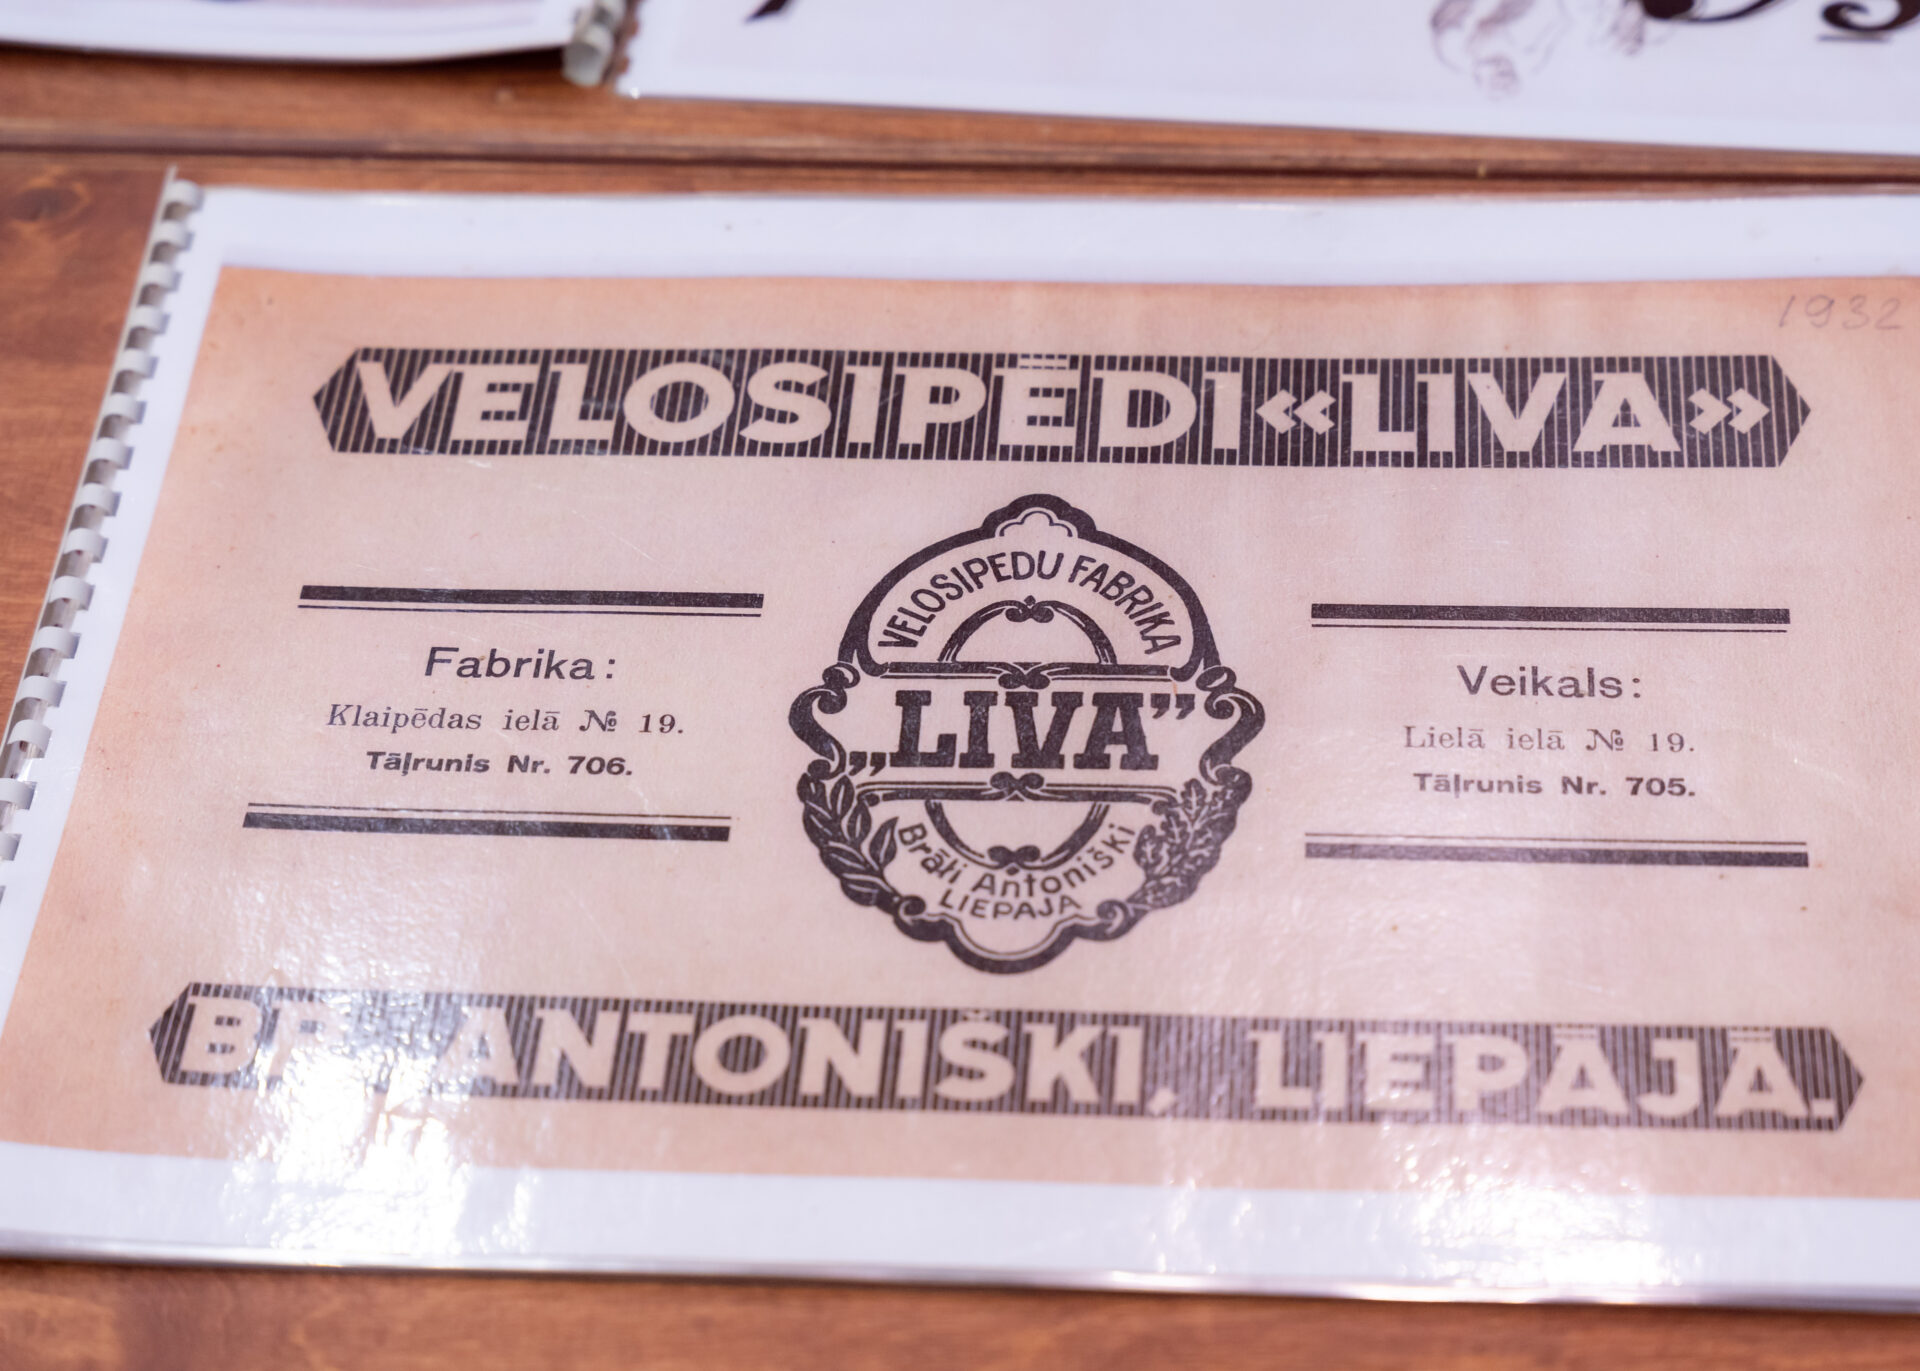 1932
VELOSIPĒDI «LIVA»
VELOSIPEDU FABRIKA
„LIVA”
Brāļi Antoniški
LIEPAJA
Fabrika:
Klaipēdas ielā № 19.
Tāļrunis Nr. 706.
Veikals:
Lielā ielā № 19.
Tāļrunis Nr. 705.
BR. ANTONIŠKI, LIEPĀJĀ.